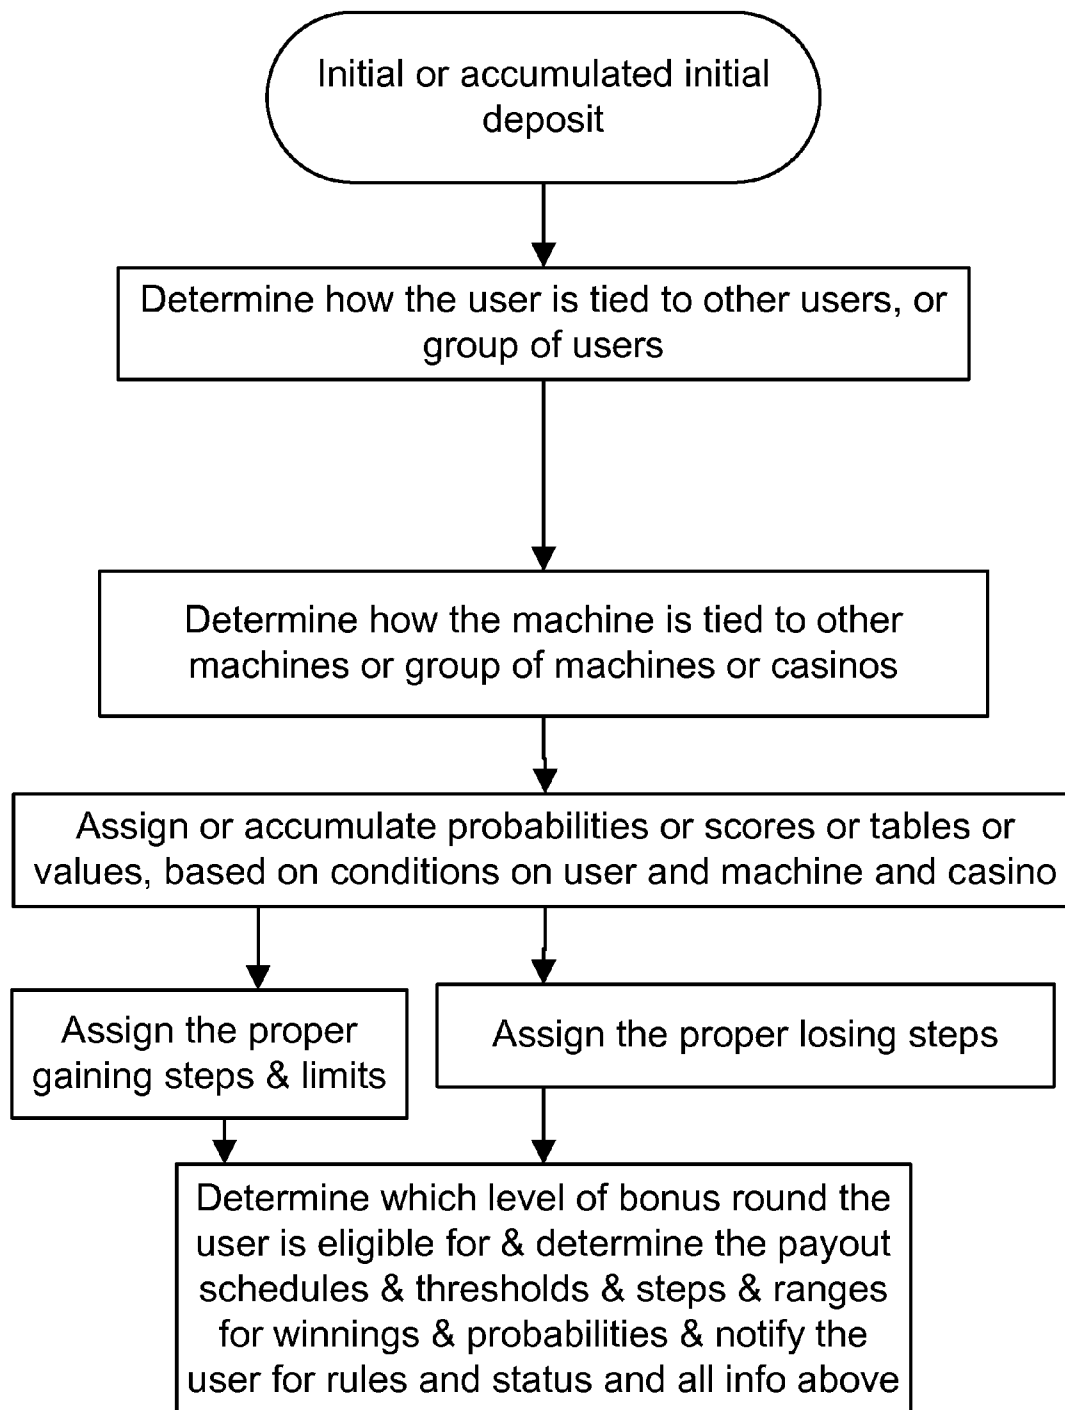 Initial or accumulated initial
deposit
Determine how the user is tied to other users, or
group of users
Determine how the machine is tied to other
machines or group of machines or casinos
Assign or accumulate probabilities or scores or tables or
values, based on conditions on user and machine and casino
Assign the proper
gaining steps & limits
Assign the proper losing steps
Determine which level of bonus round the
user is eligible for & determine the payout
schedules & thresholds & steps & ranges
for winnings & probabilities & notify the
user for rules and status and all info above